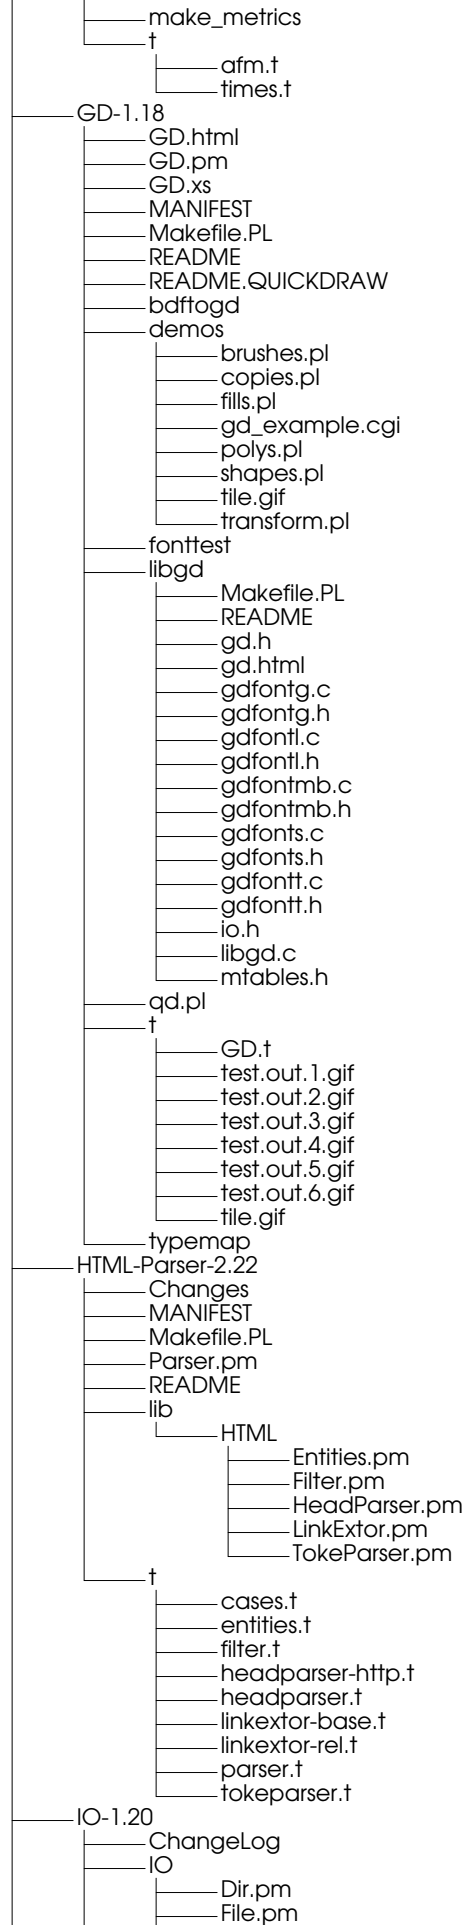 make_metrics
t
afm.t
times.t
GD-1.18
GD.html
GD.pm
GD.xs
MANIFEST
Makefile.PL
README
README.QUICKDRAW
bdftogd
demos
brushes.pl
copies.pl
fills.pl
gd_example.cgi
polys.pl
shapes.pl
tile.gif
transform.pl
fonttest
libgd
Makefile.PL
README
gd.h
gd.html
gdfontg.c
gdfontg.h
gdfontl.c
gdfontl.h
gdfontmb.c
gdfontmb.h
gdfonts.c
gdfonts.h
gdfontt.c
gdfontt.h
io.h
libgd.c
mtables.h
qd.pl
t
GD.t
test.out.1.gif
test.out.2.gif
test.out.3.gif
test.out.4.gif
test.out.5.gif
test.out.6.gif
tile.gif
typemap
HTML-Parser-2.22
Changes
MANIFEST
Makefile.PL
Parser.pm
README
lib
HTML
Entities.pm
Filter.pm
HeadParser.pm
LinkExtor.pm
TokeParser.pm
t
cases.t
entities.t
filter.t
headparser-http.t
headparser.t
linkextor-base.t
linkextor-rel.t
parser.t
tokeparser.t
IO-1.20
ChangeLog
IO
Dir.pm
File.pm